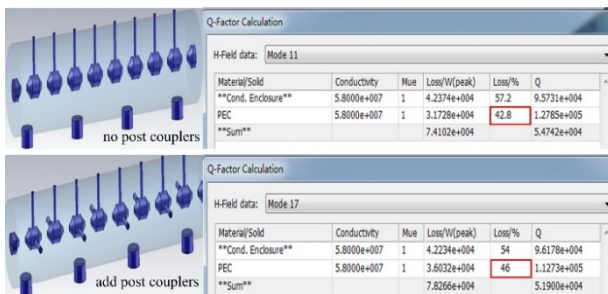 Q-Factor Calculation
H-Field data: Mode 11
Material/Solid Conductivity Mue Loss/W(peak) Loss/% Q
**Cond. Enclosure** 5.8000e+007 1 4.2374e+004 57.2 9.5731e+004
PEC 5.8000e+007 1 3.1728e+004 42.8 1.2785e+005
**Sum** 7.4102e+004 5.4742e+004
no post couplers
Q-Factor Calculation
H-Field data: Mode 17
Material/Solid Conductivity Mue Loss/W(peak) Loss/% Q
**Cond. Enclosure** 5.8000e+007 1 4.2234e+004 54 9.6178e+004
PEC 5.8000e+007 1 3.6032e+004 46 1.1273e+005
**Sum** 7.8266e+004 5.1900e+004
add post couplers